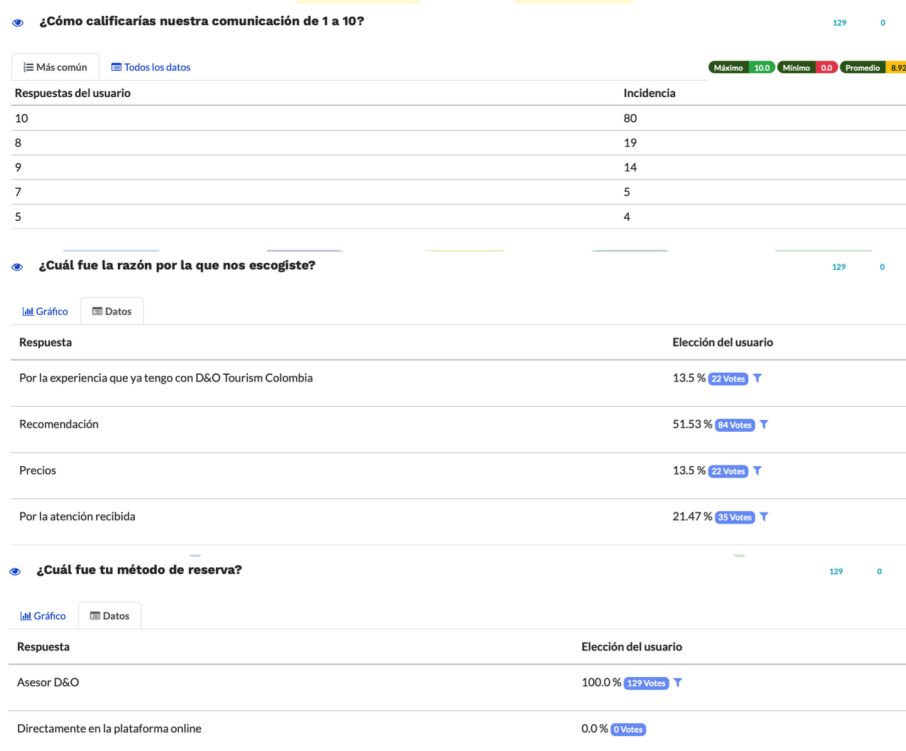 ¿Cómo calificarías nuestra comunicación de 1 a 10? 129 0
Más común Todos los datos Máximo 10.0 Mínimo 0.0 Promedio 8.92
Respuestas del usuario Incidencia
10 80
8 19
9 14
7 5
5 4
¿Cuál fue la razón por la que nos escogiste? 129 0
Gráfico Datos
Respuesta Elección del usuario
Por la experiencia que ya tengo con D&O Tourism Colombia 13.5 % 22 Votes
Recomendación 51.53 % 84 Votes
Precios 13.5 % 22 Votes
Por la atención recibida 21.47 % 35 Votes
¿Cuál fue tu método de reserva? 129 0
Gráfico Datos
Respuesta Elección del usuario
Asesor D&O 100.0 % 129 Votes
Directamente en la plataforma online 0.0 % 0 Votes